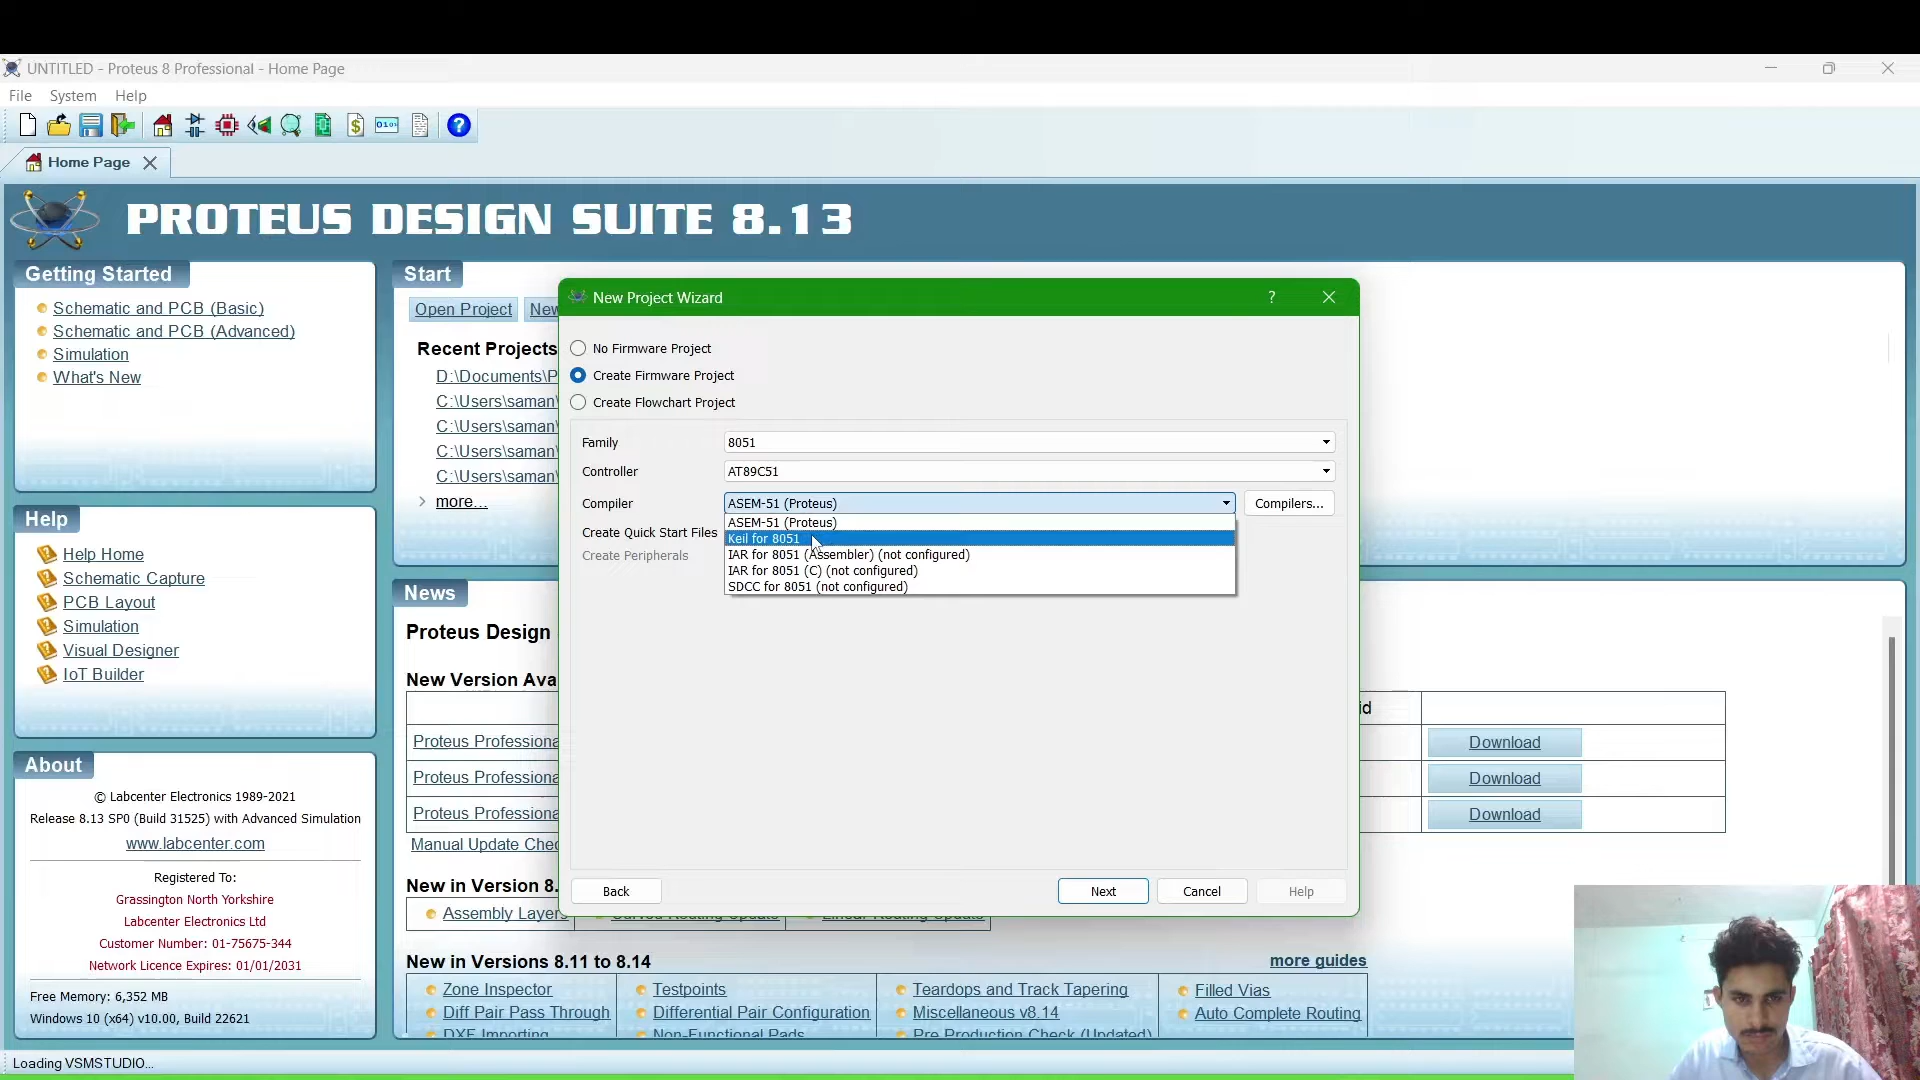 UNTITLED - Proteus 8 Professional - Home Page
File System Help
Home Page
PROTEUS DESIGN SUITE 8.13
Getting Started
Schematic and PCB (Basic)
Schematic and PCB (Advanced)
Simulation
What's New
Help
Help Home
Schematic Capture
PCB Layout
Simulation
Visual Designer
IoT Builder
About
© Labcenter Electronics 1989-2021
Release 8.13 SP0 (Build 31525) with Advanced Simulation
www.labcenter.com
Registered To:
Grassington North Yorkshire
Labcenter Electronics Ltd
Customer Number: 01-75675-344
Network Licence Expires: 01/01/2031
Free Memory: 6,352 MB
Windows 10 (x64) v10.00, Build 22621
Start
Open Project New
Recent Projects
D:\Documents\P
C:\Users\saman\
C:\Users\saman\
C:\Users\saman\
C:\Users\saman\
more...
New Project Wizard
No Firmware Project
Create Firmware Project
Create Flowchart Project
Family 8051
Controller AT89C51
Compiler ASEM-51 (Proteus) Compilers...
ASEM-51 (Proteus)
Create Quick Start Files
Keil for 8051
Create Peripherals
IAR for 8051 (Assembler) (not configured)
IAR for 8051 (C) (not configured)
SDCC for 8051 (not configured)
Back Next Cancel Help
News
Proteus Design
New Version Ava
id
Proteus Professiona Download
Proteus Professiona Download
Proteus Professiona Download
Manual Update Chec
New in Version 8.
Assembly Layers
New in Versions 8.11 to 8.14 more guides
Zone Inspector Testpoints Teardops and Track Tapering Filled Vias
Diff Pair Pass Through Differential Pair Configuration Miscellaneous v8.14 Auto Complete Routing
DXF Importing Non-Functional Pads Pre Production Check (Updated)
Loading VSMSTUDIO...